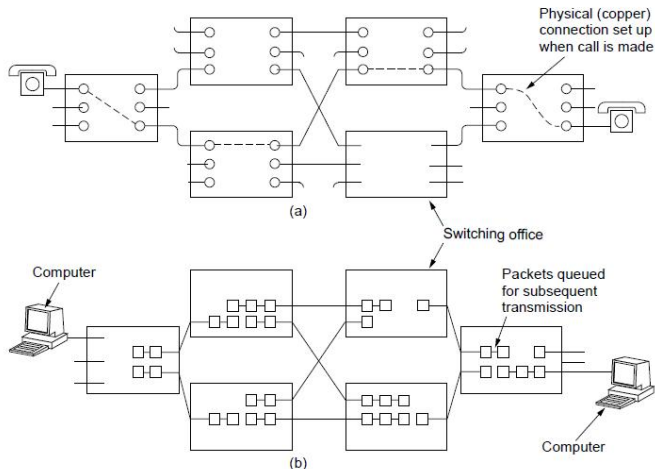 Physical (copper)
connection set up
when call is made
(a)
Switching office
Computer
Packets queued
for subsequent
transmission
Computer
(b)